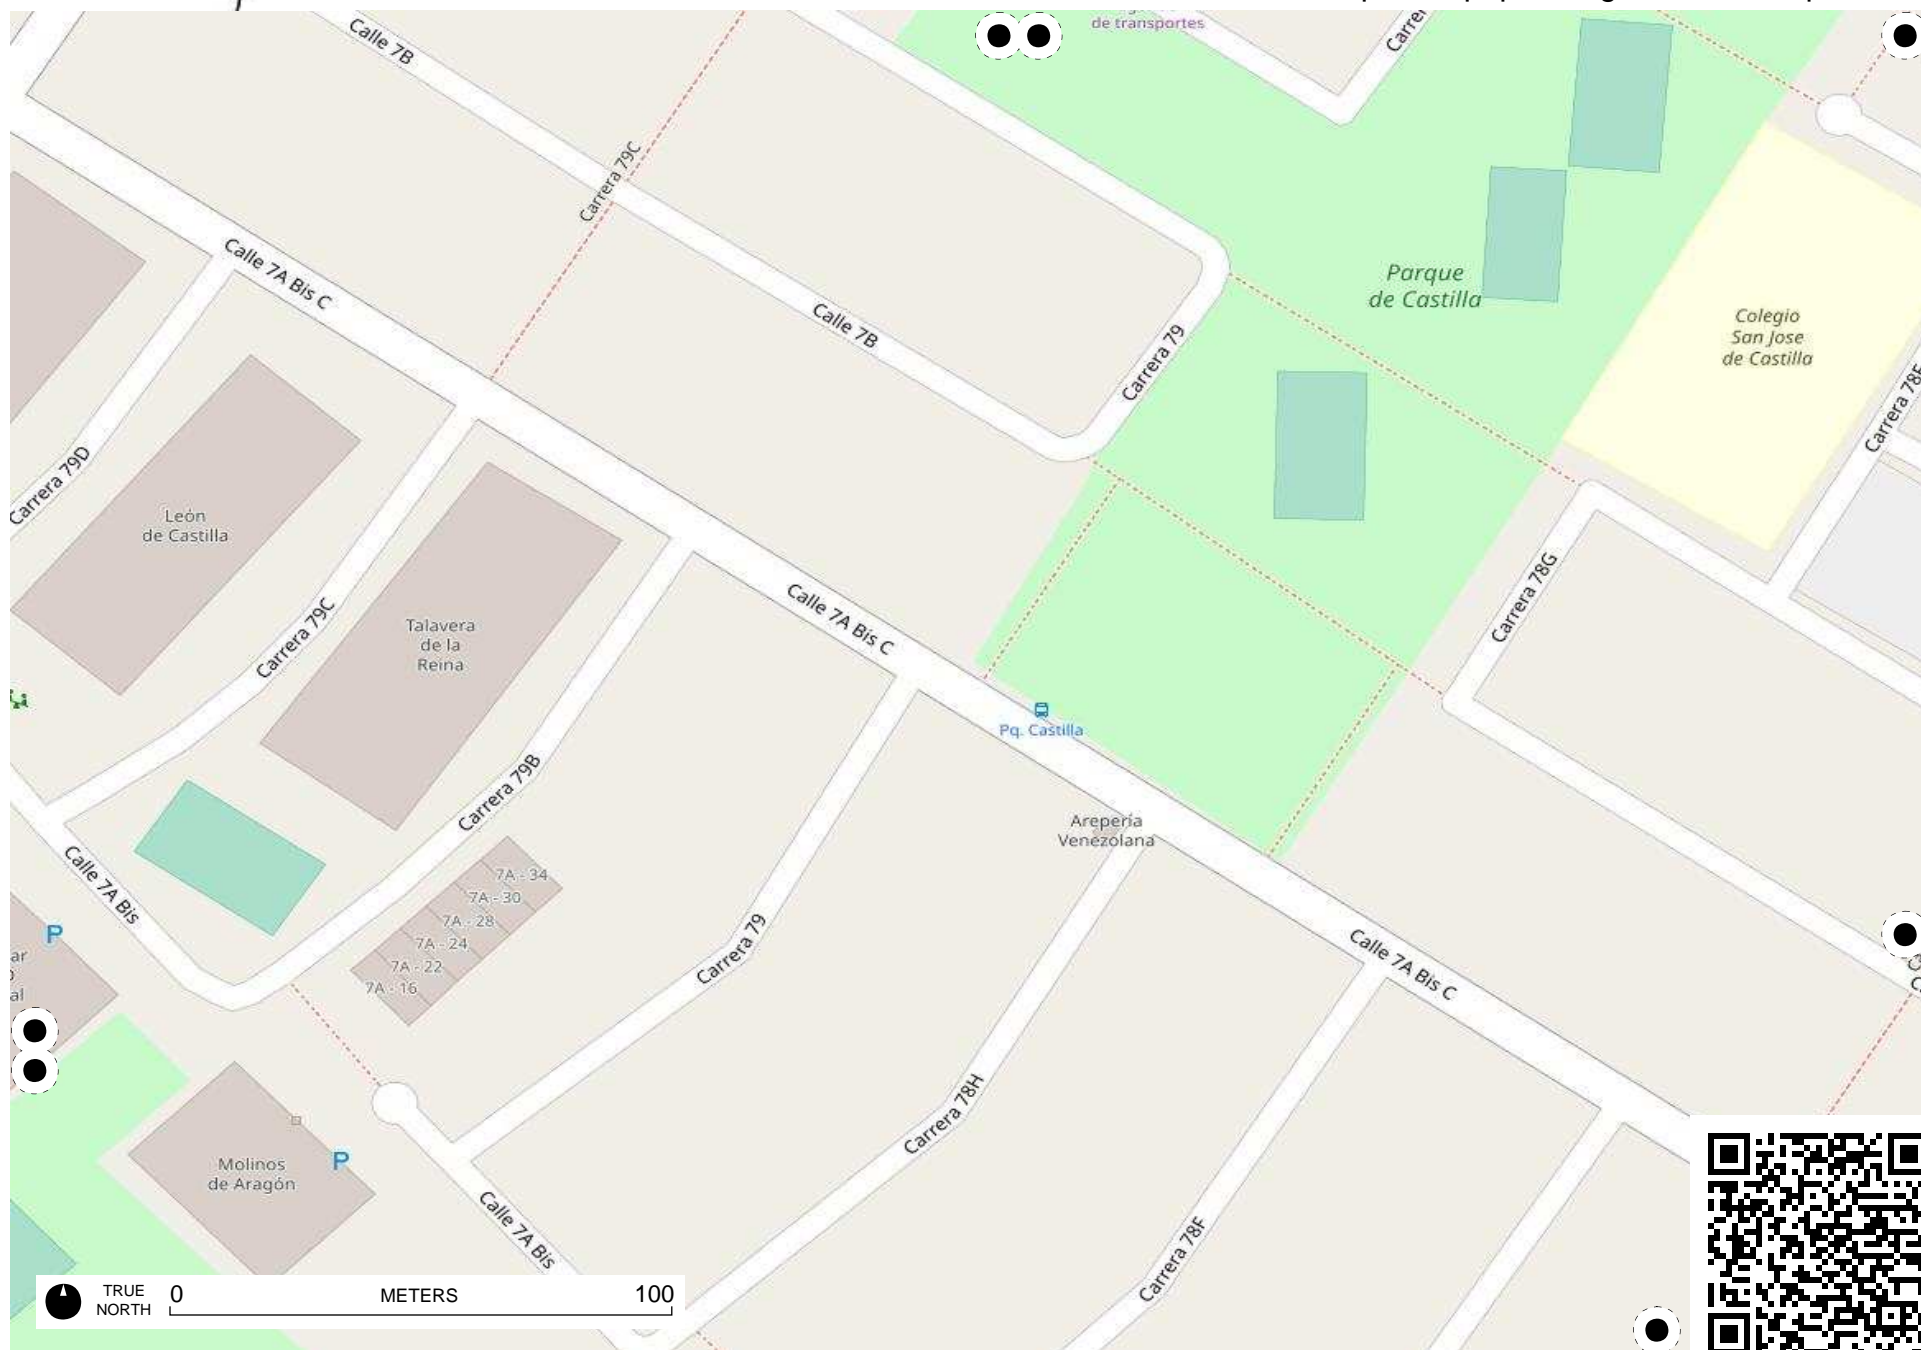 de transportes
Calle 7B
Carrera 79C
Calle 7A Bis C
Parque
de Castilla
Colegio
San Jose
de Castilla
Calle 7B
Carrera 79
Carrera 79D
León
de Castilla
Carrera 78G
Calle 7A Bis C
Carrera 79C
Talavera
de la
Reina
Pq. Castilla
Carrera 79B
Arepería
Venezolana
Calle 7A Bis
7A - 34
7A - 30
7A - 28
7A - 24
7A - 22
7A - 16
P
Carrera 79
Calle 7A Bis C
Carrera 78H
P
Molinos
de Aragón
Calle 7A Bis
Carrera 78F
TRUE
NORTH
0
METERS
100